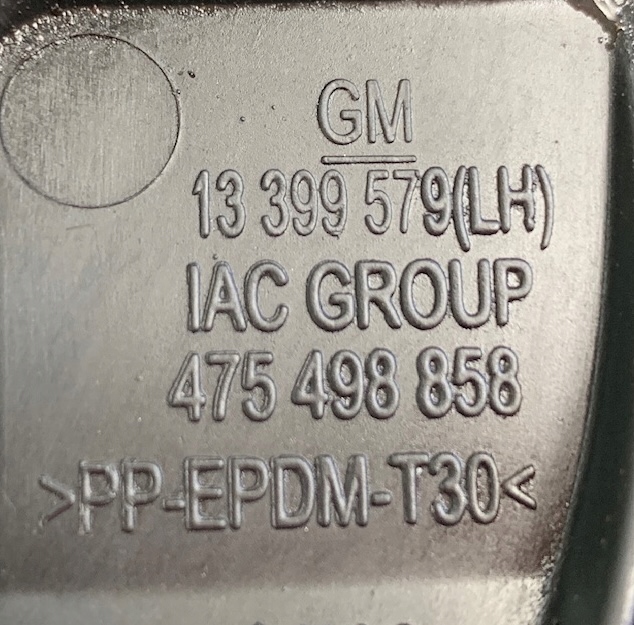 GM
13 399 579(LH)
IAC GROUP
475 498 858
>PP-EPDM-T30<